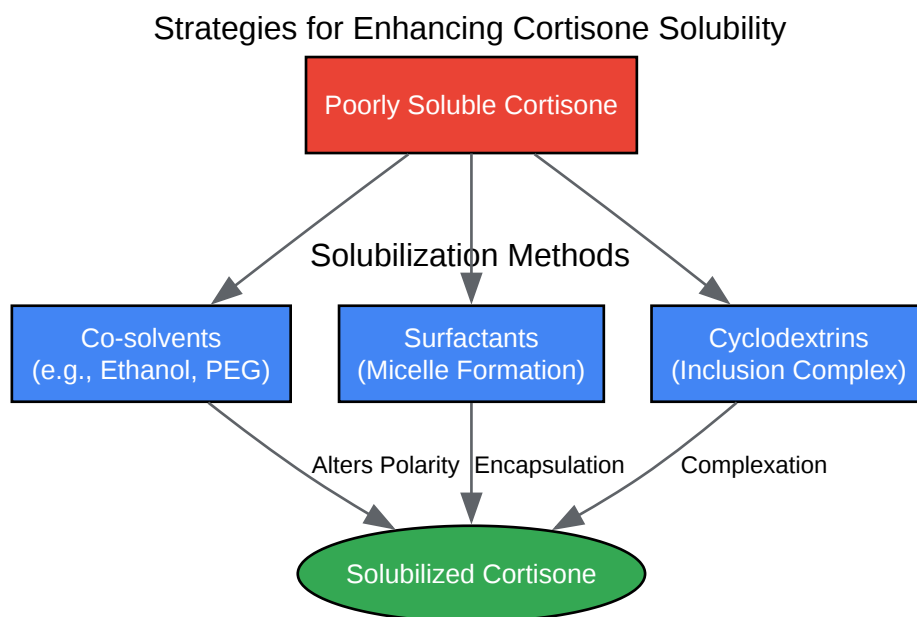 Strategies for Enhancing Cortisone Solubility
Poorly Soluble Cortisone
Solubilization Methods
Co-solvents
(e.g., Ethanol, PEG)
Surfactants
(Micelle Formation)
Cyclodextrins
(Inclusion Complex)
Alters Polarity
Encapsulation
Complexation
Solubilized Cortisone